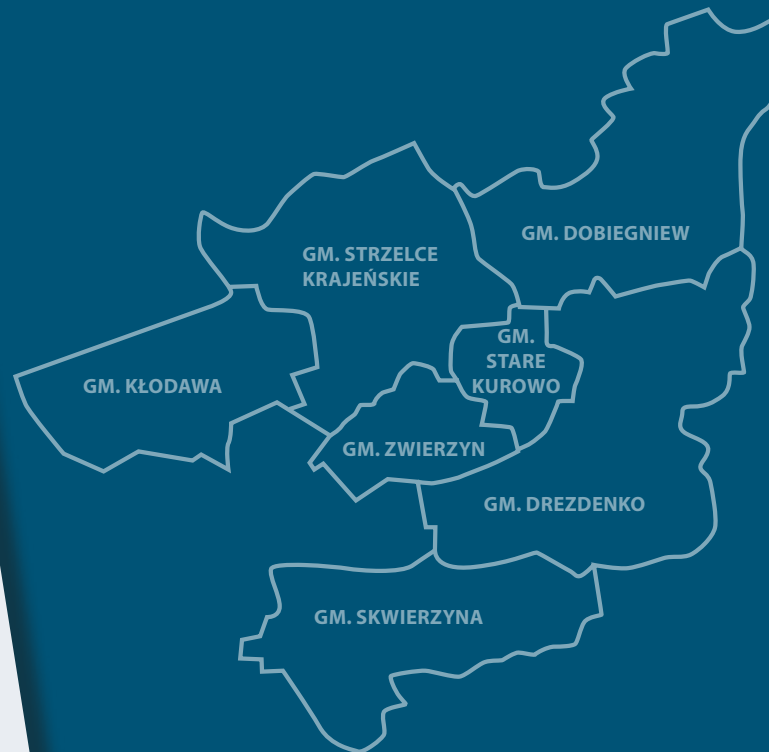 GM. DOBIEGNIEW
GM. STRZELCE
KRAJEŃSKIE
GM.
STARE
KUROWO
GM. KŁODAWA
GM. ZWIERZYN
GM. DREZDENKO
GM. SKWIERZYNA